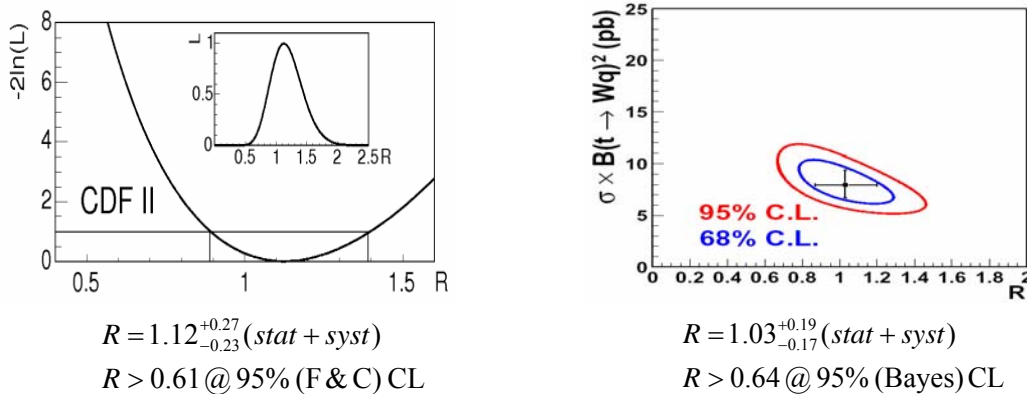 -2ln(L)
8
6
4
2
0
0.5
1
1.5
R
CDF II
L
1
0.5
0
0.5
1
1.5
2
2.5 R
σ × B(t → Wq)² (pb)
25
20
15
10
5
0
0
0.2
0.4
0.6
0.8
1
1.2
1.4
1.6
1.8
2
R
95% C.L.
68% C.L.
R = 1.12 +0.27 −0.23 (stat + syst)
R > 0.61 @ 95% (F & C) CL
R = 1.03 +0.19 −0.17 (stat + syst)
R > 0.64 @ 95% (Bayes) CL